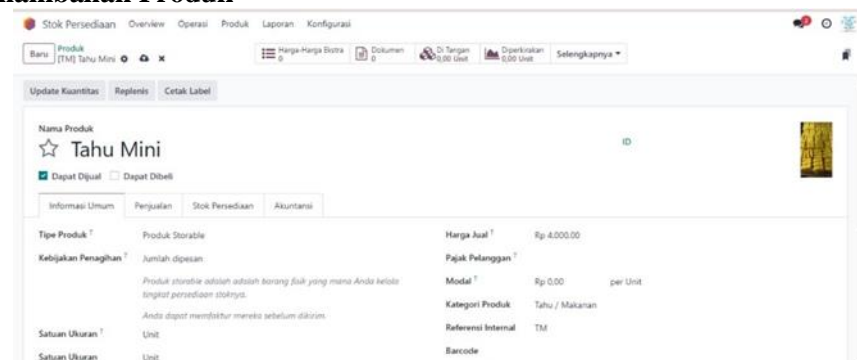 Penambahan Produk
Stok Persediaan Overview Operasi Produk Laporan Konfigurasi
Baru Produk [TM] Tahu Mini
Harga-Harga Ekstra 0
Dokumen 0
Di Tangan 0,00 Unit
Diperkirakan 0,00 Unit
Selengkapnya
Update Kuantitas Replenis Cetak Label
Nama Produk
Tahu Mini
ID
Dapat Dijual Dapat Dibeli
Informasi Umum Penjualan Stok Persediaan Akuntansi
Tipe Produk ? Produk Storable
Harga Jual ? Rp 4.000,00
Kebijakan Penagihan ? Jumlah dipesan
Pajak Pelanggan ?
Produk storable adalah adalah barang fisik yang mana Anda kelola
tingkat persediaan stoknya.
Modal ? Rp 0,00 per Unit
Kategori Produk Tahu / Makanan
Anda dapat memfaktur mereka sebelum dikirim.
Referensi Internal TM
Satuan Ukuran ? Unit
Barcode
Satuan Ukuran Unit